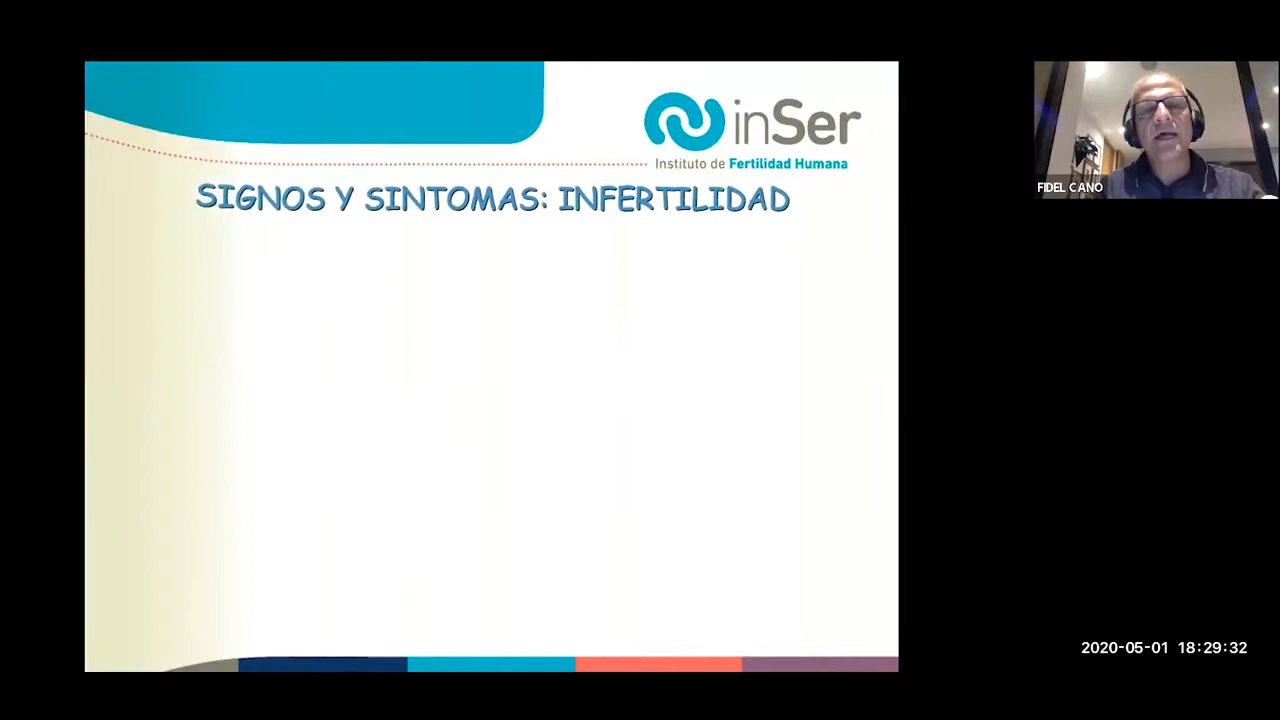 inSer
Instituto de Fertilidad Humana
SIGNOS Y SINTOMAS: INFERTILIDAD
FIDEL CANO
2020-05-01 18:29:32